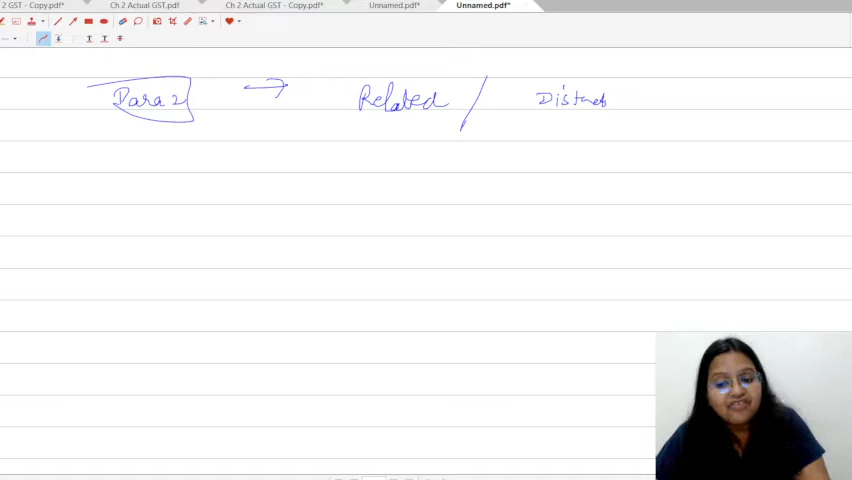 2 GST - Copy.pdf* Ch 2 Actual GST.pdf Ch 2 Actual GST - Copy.pdf* Unnamed.pdf* Unnamed.pdf*
Para 2 → Related / Distinct